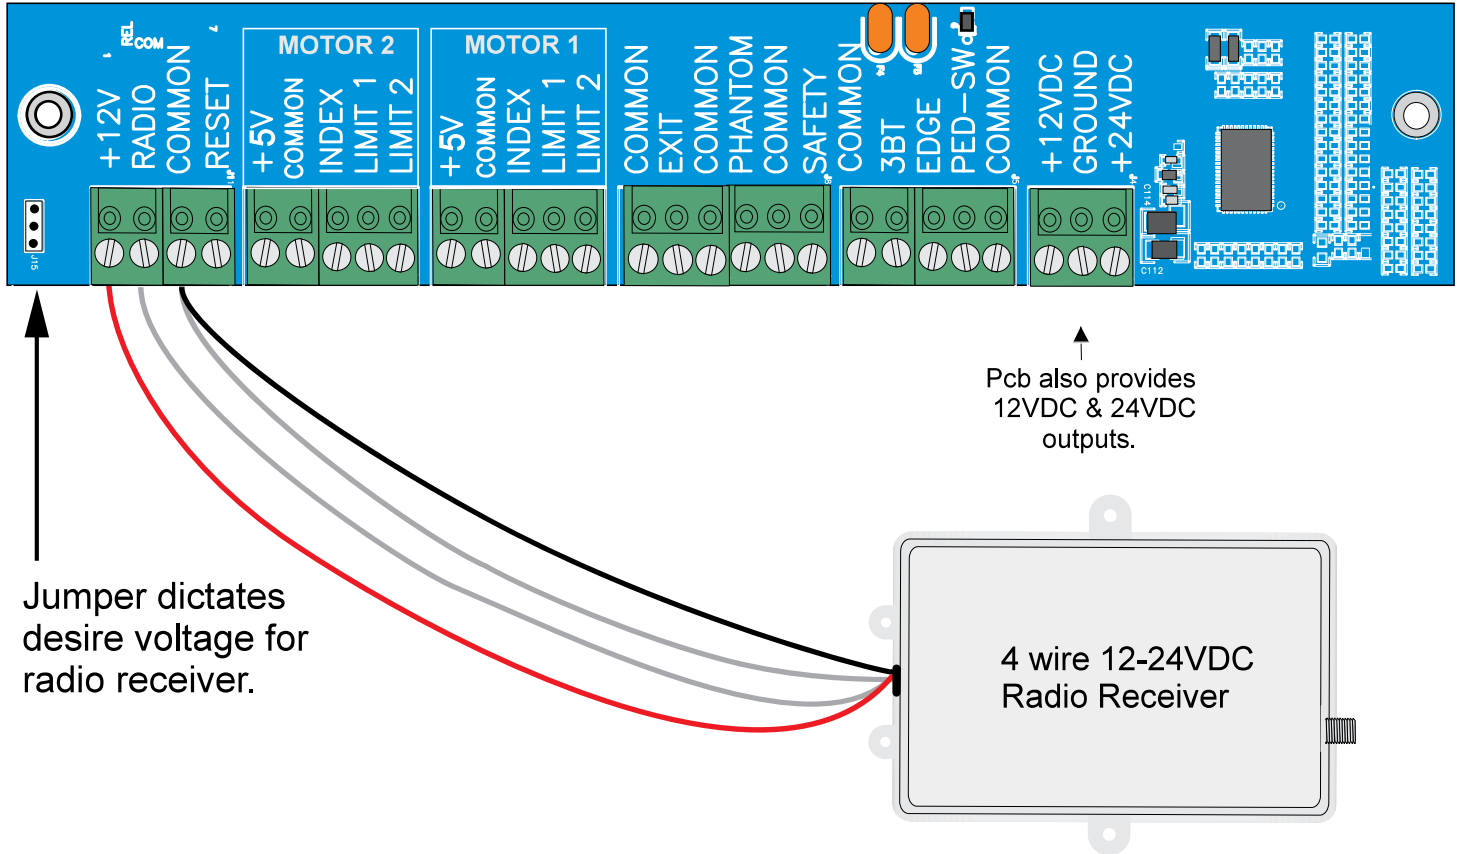 REL
COM
1
7
+12V
RADIO
COMMON
RESET
MOTOR 2
+5V
COMMON
INDEX
LIMIT 1
LIMIT 2
MOTOR 1
+5V
COMMON
INDEX
LIMIT 1
LIMIT 2
COMMON
EXIT
COMMON
PHANTOM
COMMON
SAFETY
COMMON
3BT
EDGE
PED-SW
COMMON
+12VDC
GROUND
+24VDC
J15
C114
C112
Jumper dictates
desire voltage for
radio receiver.
Pcb also provides
12VDC & 24VDC
outputs.
4 wire 12-24VDC
Radio Receiver